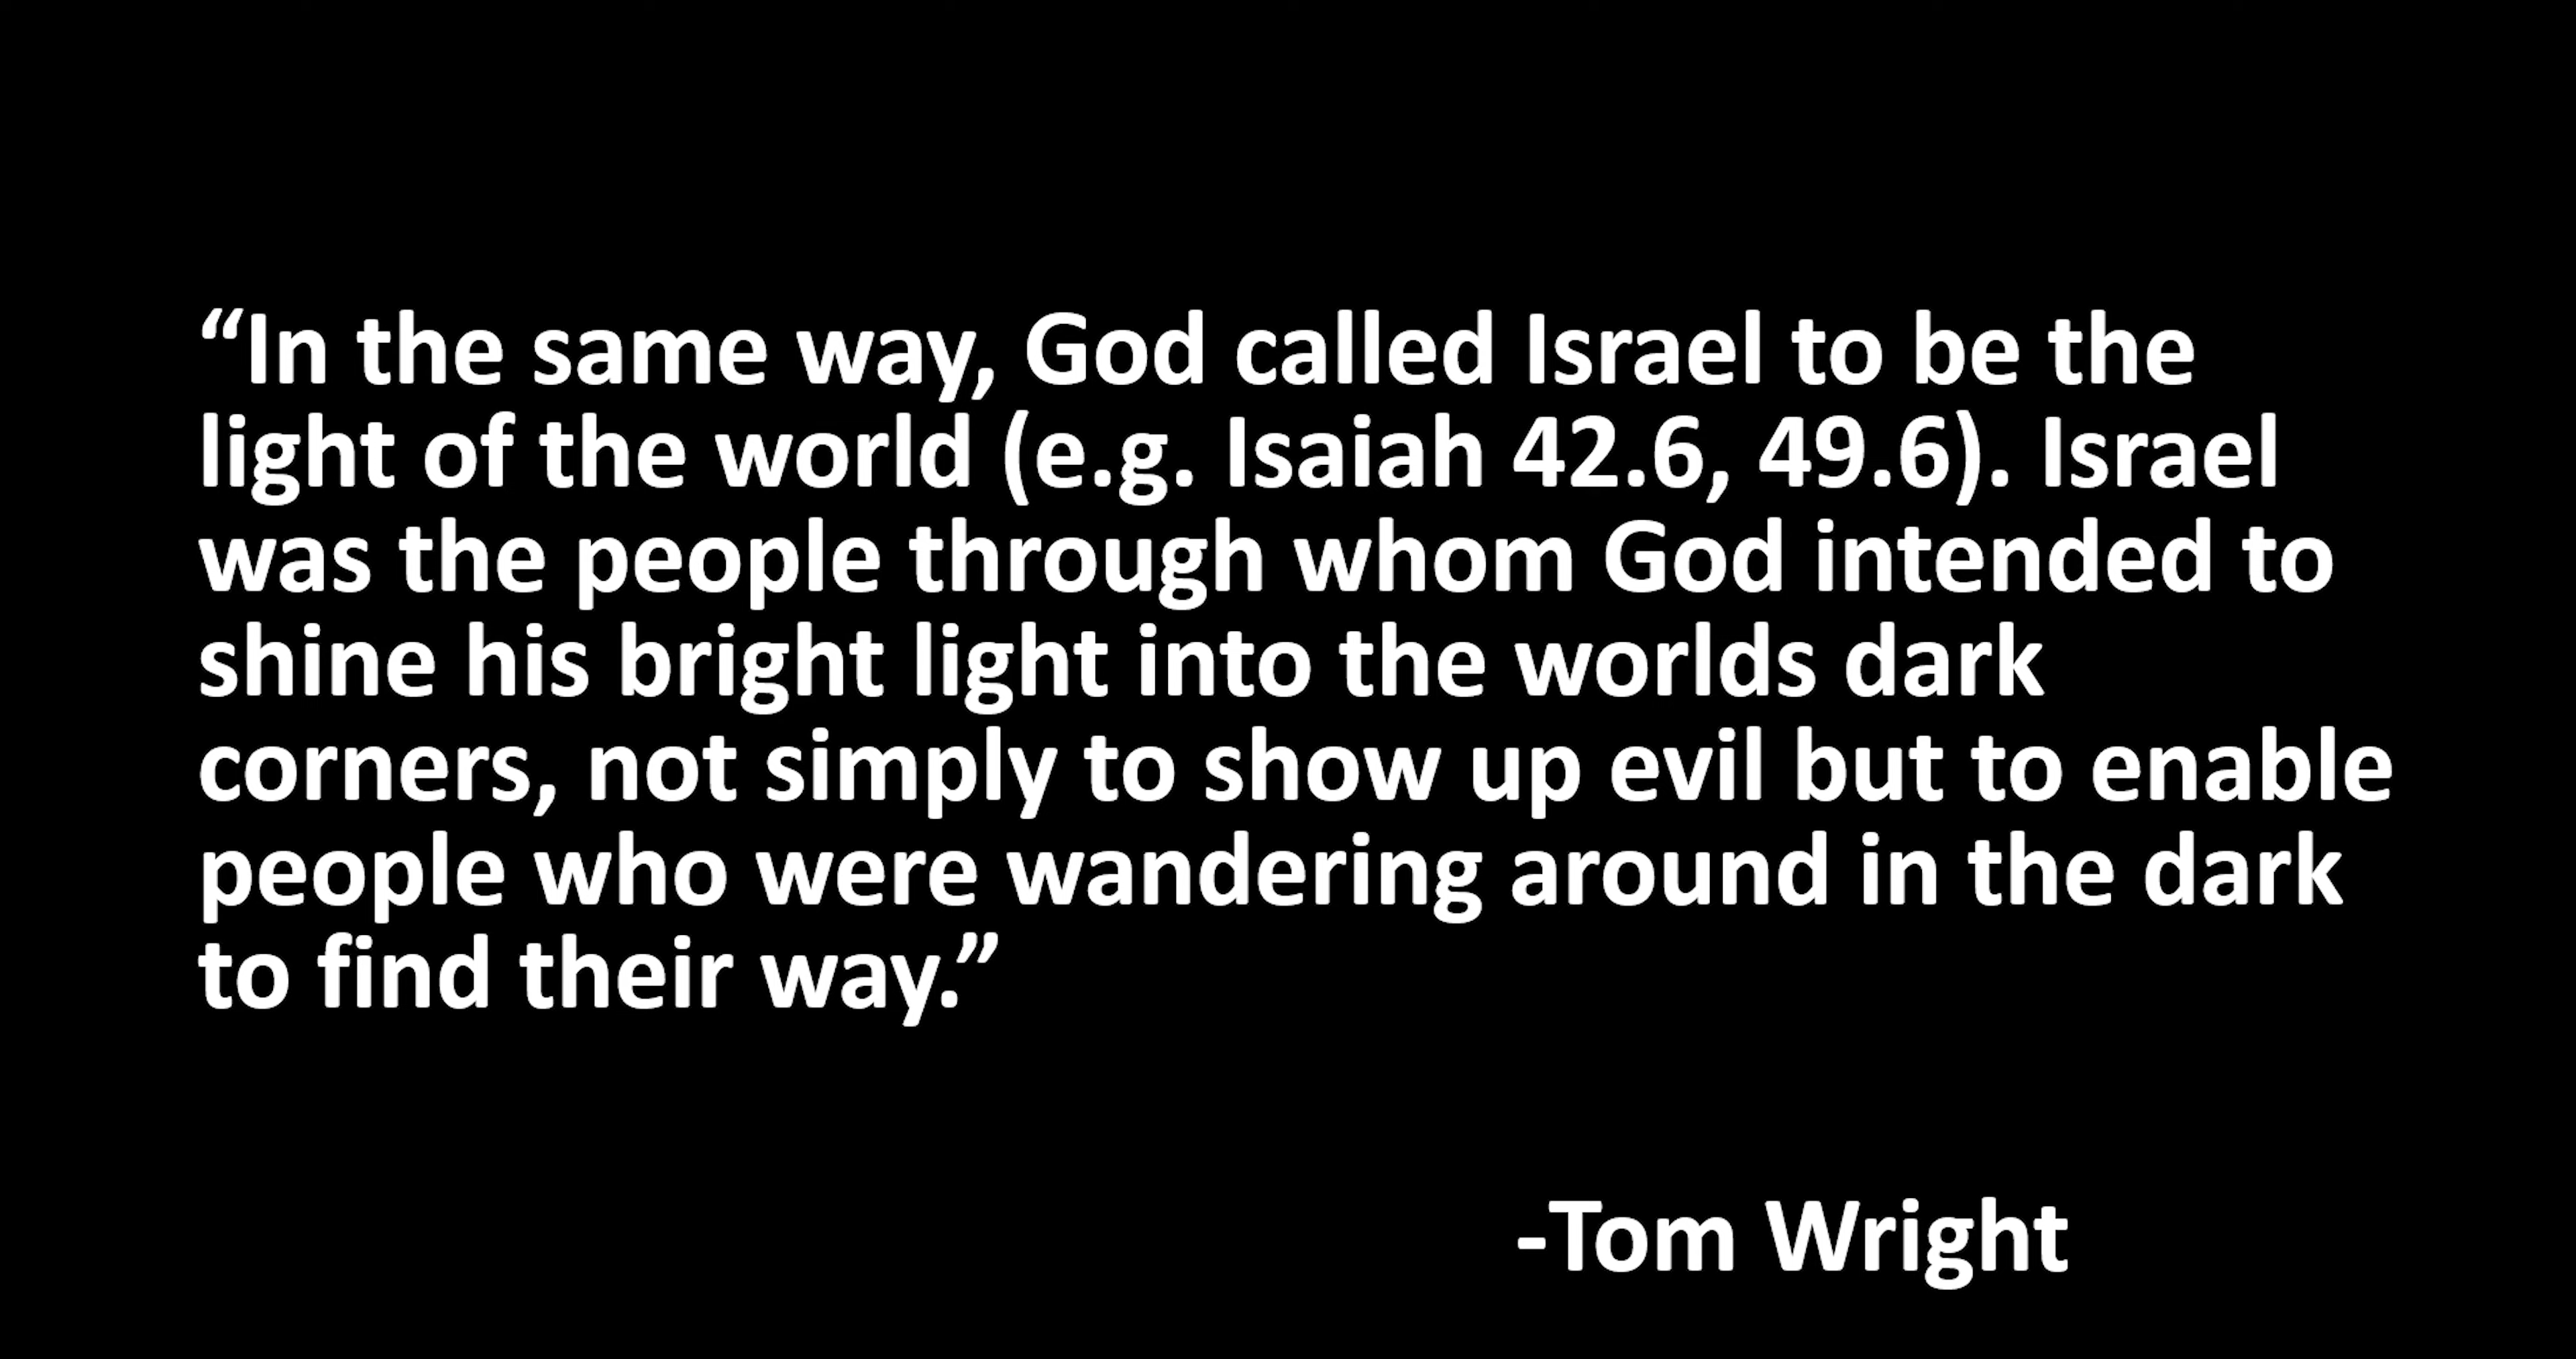 “In the same way, God called Israel to be the
light of the world (e.g. Isaiah 42.6, 49.6). Israel
was the people through whom God intended to
shine his bright light into the worlds dark
corners, not simply to show up evil but to enable
people who were wandering around in the dark
to find their way.”
-Tom Wright